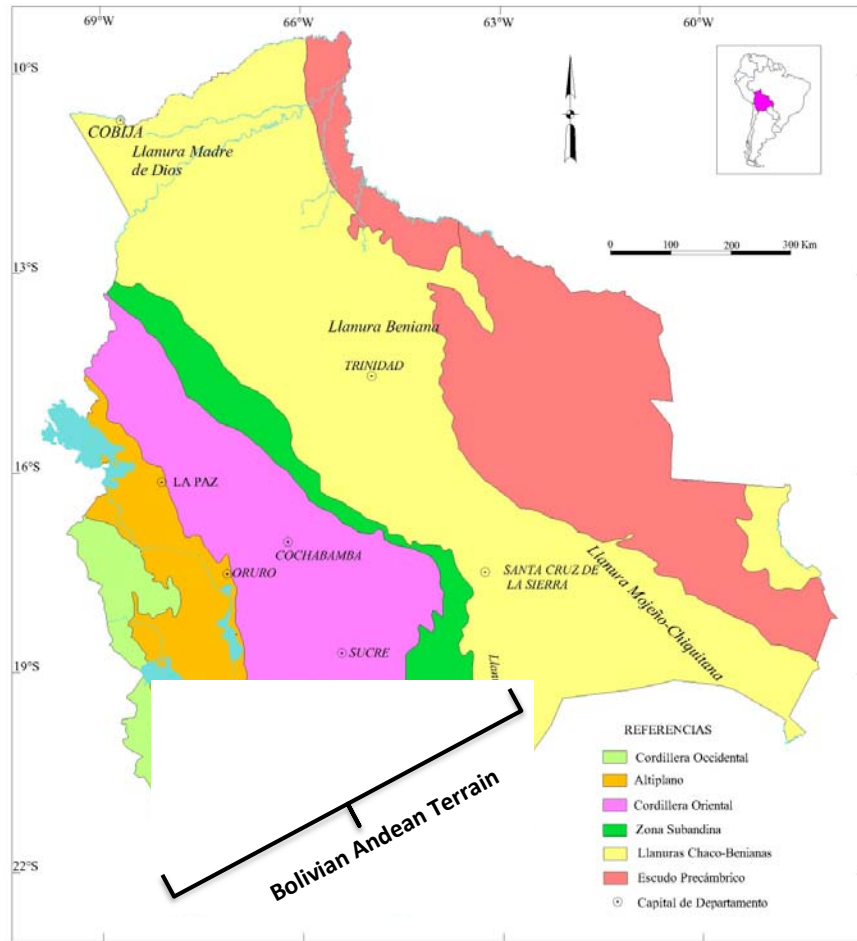 69°W
66°W
63°W
60°W
10°S
COBIJA
Llanura Madre
de Dios
0 100 200 300 Km
13°S
Llanura Beniana
TRINIDAD
16°S
LA PAZ
COCHABAMBA
ORURO
SANTA CRUZ DE
LA SIERRA
Llanura Mojeño-Chiquitana
SUCRE
19°S
Bolivian Andean Terrain
22°S
REFERENCIAS
Cordillera Occidental
Altiplano
Cordillera Oriental
Zona Subandina
Llanuras Chaco-Benianas
Escudo Precámbrico
Capital de Departamento